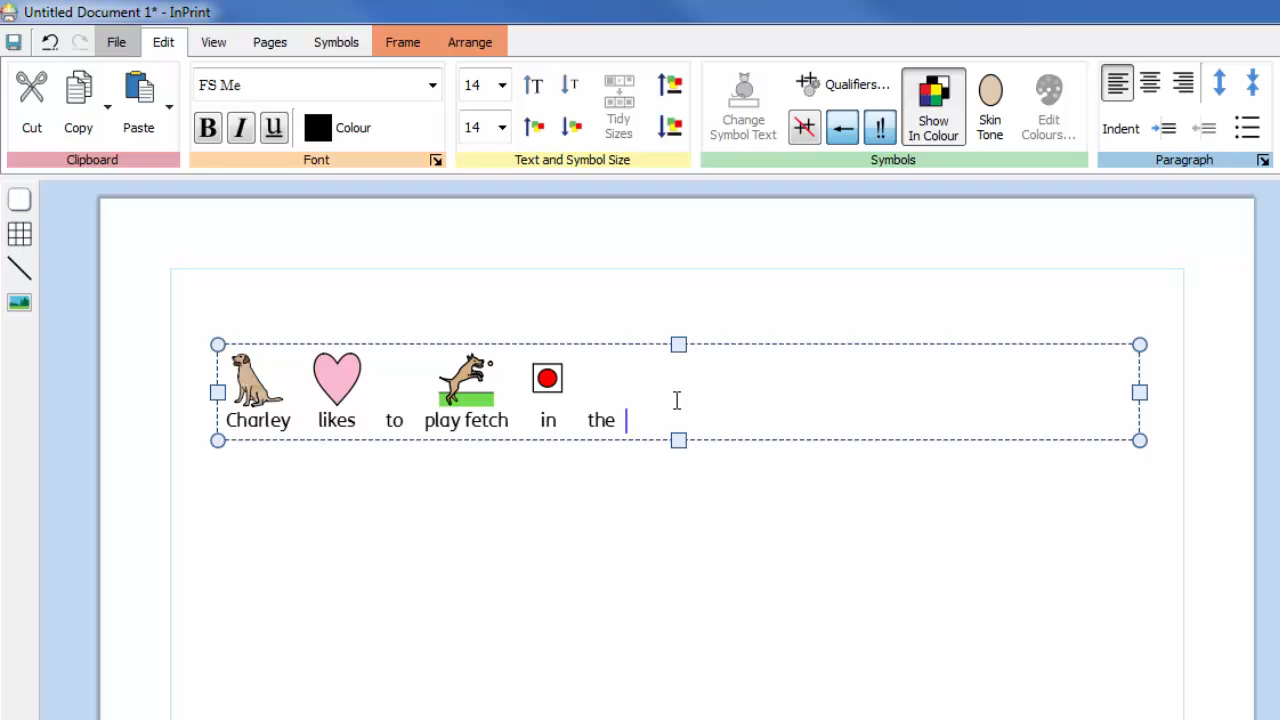 Untitled Document 1* - InPrint
File Edit View Pages Symbols Frame Arrange
FS Me 14 Qualifiers...
Cut Copy Paste B I U Colour 14 Tidy Sizes Change Symbol Text Show In Colour Skin Tone Edit Colours... Indent
Clipboard Font Text and Symbol Size Symbols Paragraph
Charley likes to play fetch in the